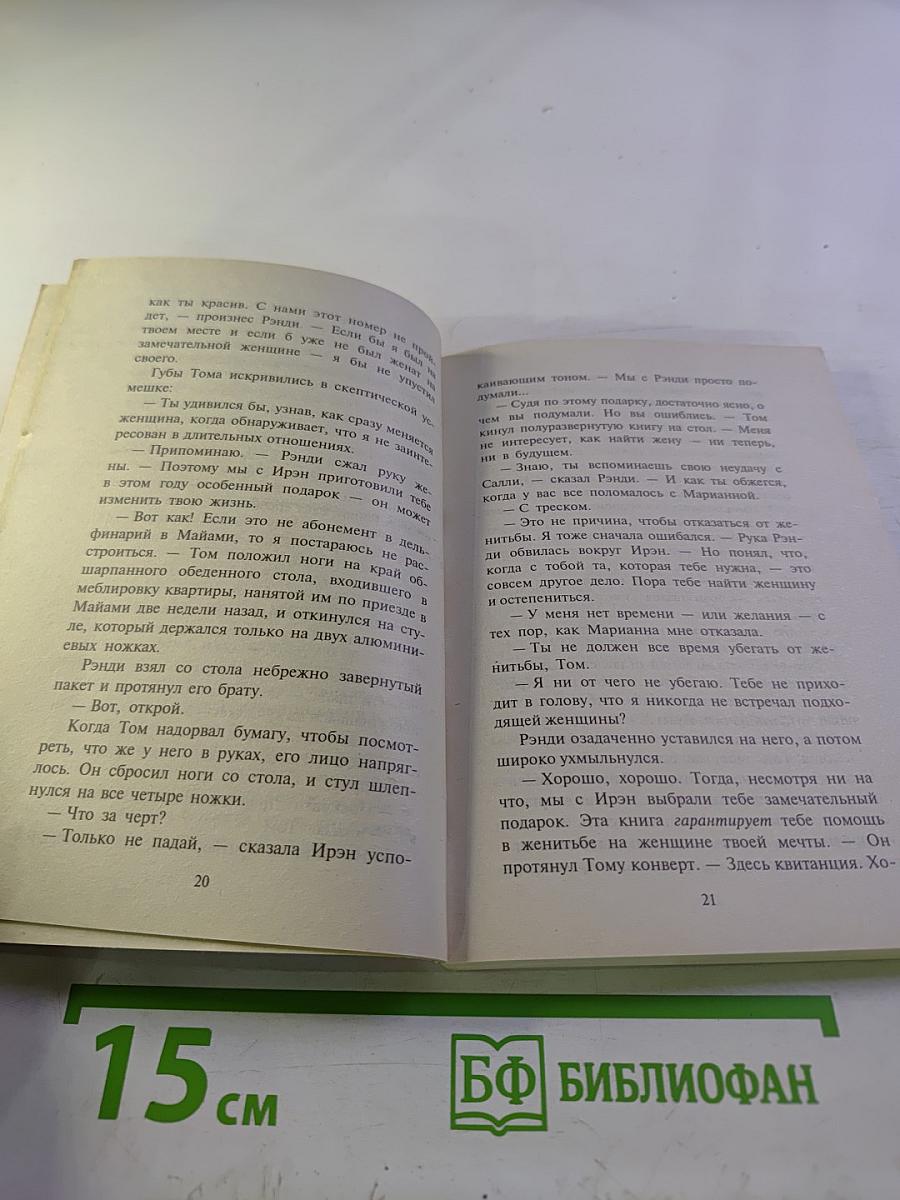 как ты красив. С нами этот номер не прой-
дет, — произнес Рэнди. — Если бы я был на
твоем месте и если б уже не был женат на
замечательной женщине — я бы не упустил
своего.
Губы Тома искривились в скептической ус-
мешке:
— Ты удивился бы, узнав, как сразу меняется
женщина, когда обнаруживает, что я не заинте-
ресован в длительных отношениях.
— Припоминаю. — Рэнди сжал руку же-
ны. — Поэтому мы с Ирэн приготовили тебе
в этом году особенный подарок — он может
изменить твою жизнь.
— Вот как! Если это не абонемент в дель-
финарий в Майами, то я постараюсь не рас-
строиться. — Том положил ноги на край об-
шарпанного обеденного стола, входившего в
меблировку квартиры, нанятой им по приезде в
Майами две недели назад, и откинулся на сту-
ле, который держался только на двух алюмини-
евых ножках.
Рэнди взял со стола небрежно завернутый
пакет и протянул его брату.
— Вот, открой.
Когда Том надорвал бумагу, чтобы посмот-
реть, что же у него в руках, его лицо напряг-
лось. Он сбросил ноги со стола, и стул шлеп-
нулся на все четыре ножки.
— Что за черт?
— Только не падай, — сказала Ирэн успо-
20
каивающим тоном. — Мы с Рэнди просто по-
думали...
— Судя по этому подарку, достаточно ясно, о
чем вы подумали. Но вы ошиблись. — Том
кинул полуразвернутую книгу на стол. — Меня
не интересует, как найти жену — ни теперь,
ни в будущем.
— Знаю, ты вспоминаешь свою неудачу с
Салли, — сказал Рэнди. — И как ты обжегся,
когда у вас все поломалось с Марианной.
— С треском.
— Это не причина, чтобы отказаться от же-
нитьбы. Я тоже сначала ошибался. — Рука Рэн-
ди обвилась вокруг Ирэн. — Но понял, что,
когда с тобой та, которая тебе нужна, — это
совсем другое дело. Пора тебе найти женщину
и остепениться.
— У меня нет времени — или желания — с
тех пор, как Марианна мне отказала.
— Ты не должен все время убегать от же-
нитьбы, Том.
— Я ни от чего не убегаю. Тебе не прихо-
дит в голову, что я никогда не встречал подхо-
дящей женщины?
Рэнди озадаченно уставился на него, а потом
широко ухмыльнулся.
— Хорошо, хорошо. Тогда, несмотря ни на
что, мы с Ирэн выбрали тебе замечательный
подарок. Эта книга гарантирует тебе помощь
в женитьбе на женщине твоей мечты. — Он
протянул Тому конверт. — Здесь квитанция. Хо-
21
15 см
БФ БИБЛИОФАН